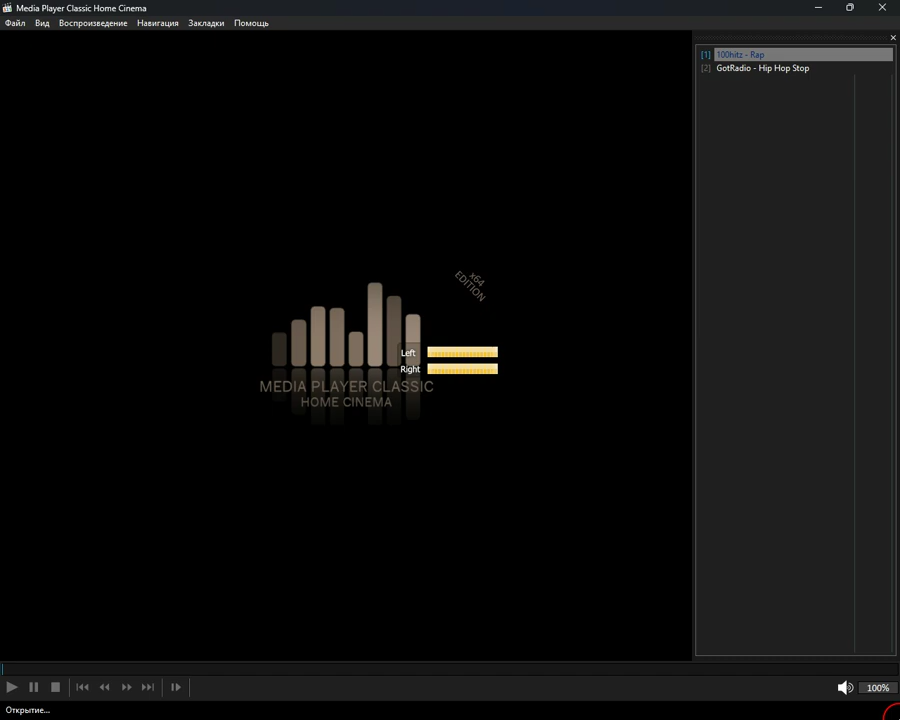 Media Player Classic Home Cinema
Файл Вид Воспроизведение Навигация Закладки Помощь
[1] 100hitz - Rap
[2] GotRadio - Hip Hop Stop
x64
EDITION
Left
Right
MEDIA PLAYER CLASSIC
HOME CINEMA
100%
Открытие...